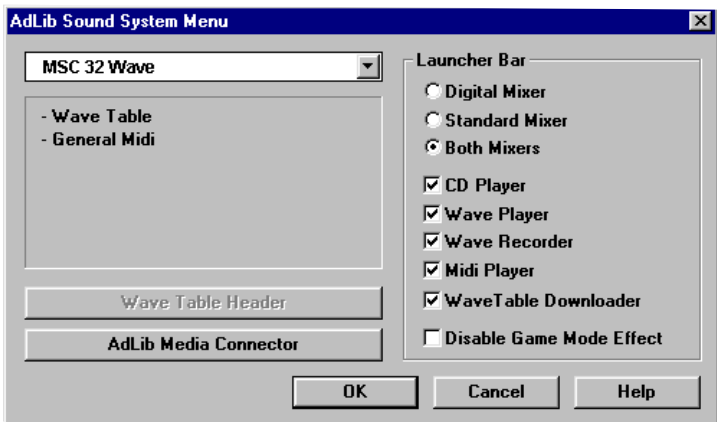 AdLib Sound System Menu
MSC 32 Wave
- Wave Table
- General Midi
Wave Table Header
AdLib Media Connector
Launcher Bar
Digital Mixer
Standard Mixer
Both Mixers
CD Player
Wave Player
Wave Recorder
Midi Player
WaveTable Downloader
Disable Game Mode Effect
OK
Cancel
Help